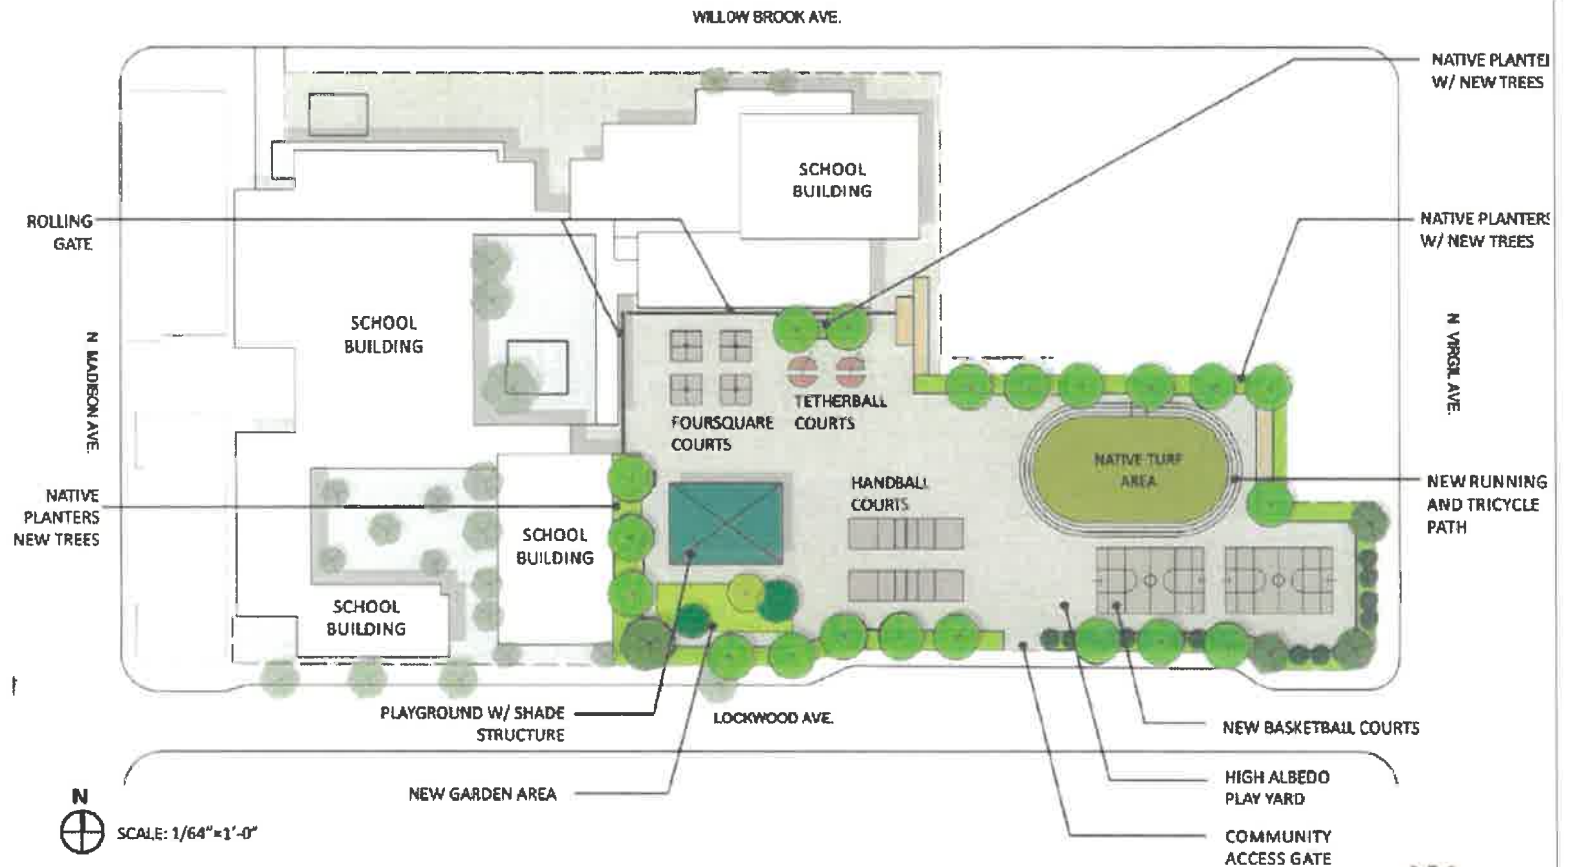 WILLOW BROOK AVE.
NATIVE PLANTE
W/ NEW TREES
SCHOOL
BUILDING
ROLLING
GATE
NATIVE PLANTERS
W/ NEW TREES
SCHOOL
BUILDING
N MADISON AVE.
N VIRGIL AVE.
TETHERBALL
COURTS
FOURSQUARE
COURTS
NATIVE TURF
AREA
HANDBALL
COURTS
NEW RUNNING
AND TRICYCLE
PATH
NATIVE
PLANTERS
NEW TREES
SCHOOL
BUILDING
SCHOOL
BUILDING
PLAYGROUND W/ SHADE
STRUCTURE
LOCKWOOD AVE.
NEW BASKETBALL COURTS
NEW GARDEN AREA
HIGH ALBEDO
PLAY YARD
N
SCALE: 1/64"=1'-0"
COMMUNITY
ACCESS GATE